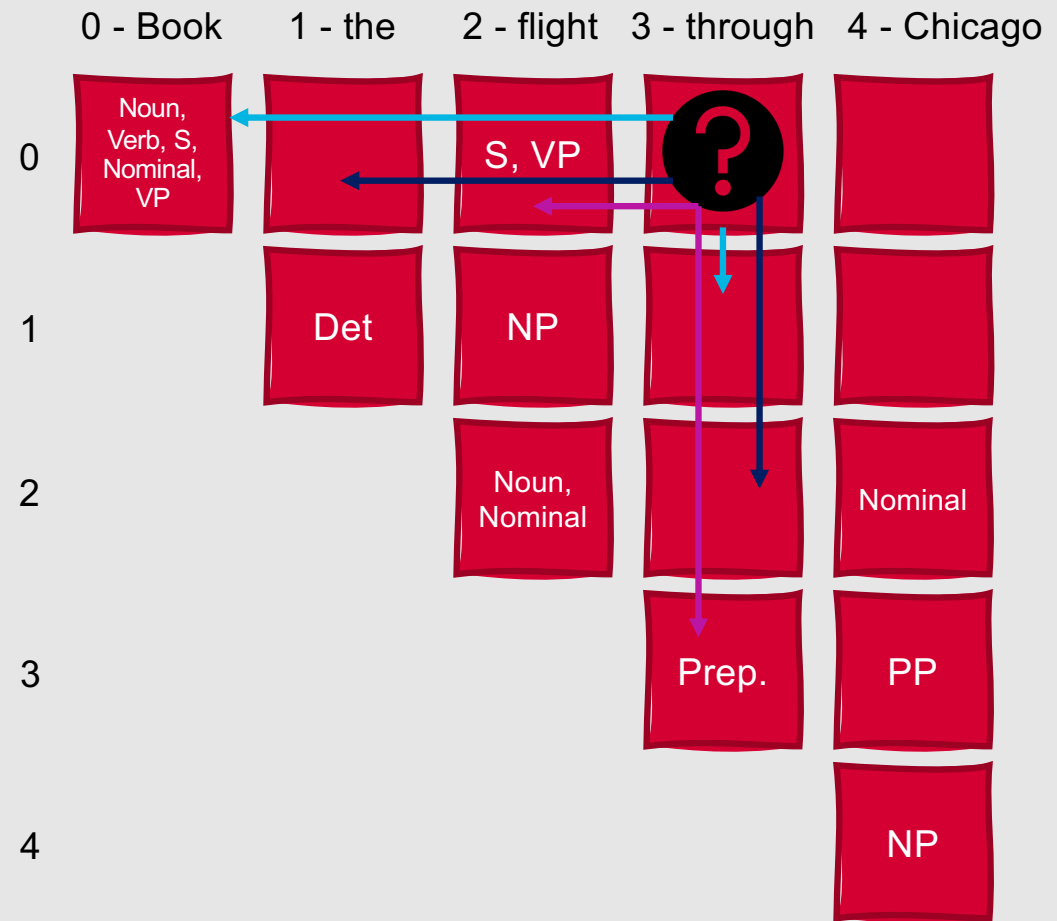 0 - Book 1 - the 2 - flight 3 - through 4 - Chicago
0
Noun,
Verb, S,
Nominal,
VP
S, VP
?
1
Det
NP
2
Noun,
Nominal
Nominal
3
Prep.
PP
4
NP